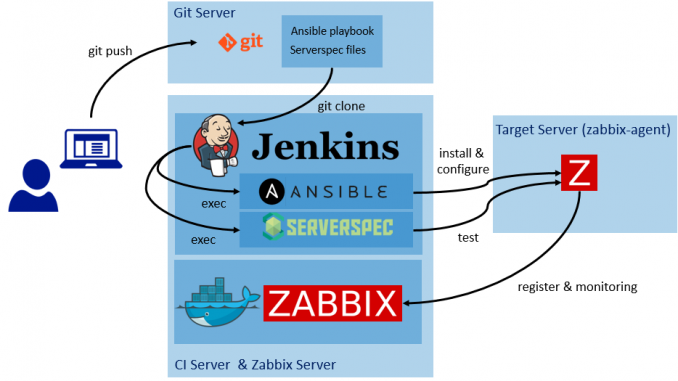 Git Server
git
Ansible playbook
Serverspec files
git push
git clone
Jenkins
Target Server (zabbix-agent)
install &
configure
Z
A ANSIBLE
exec
SERVERSPEC
exec
test
register & monitoring
ZABBIX
CI Server & Zabbix Server